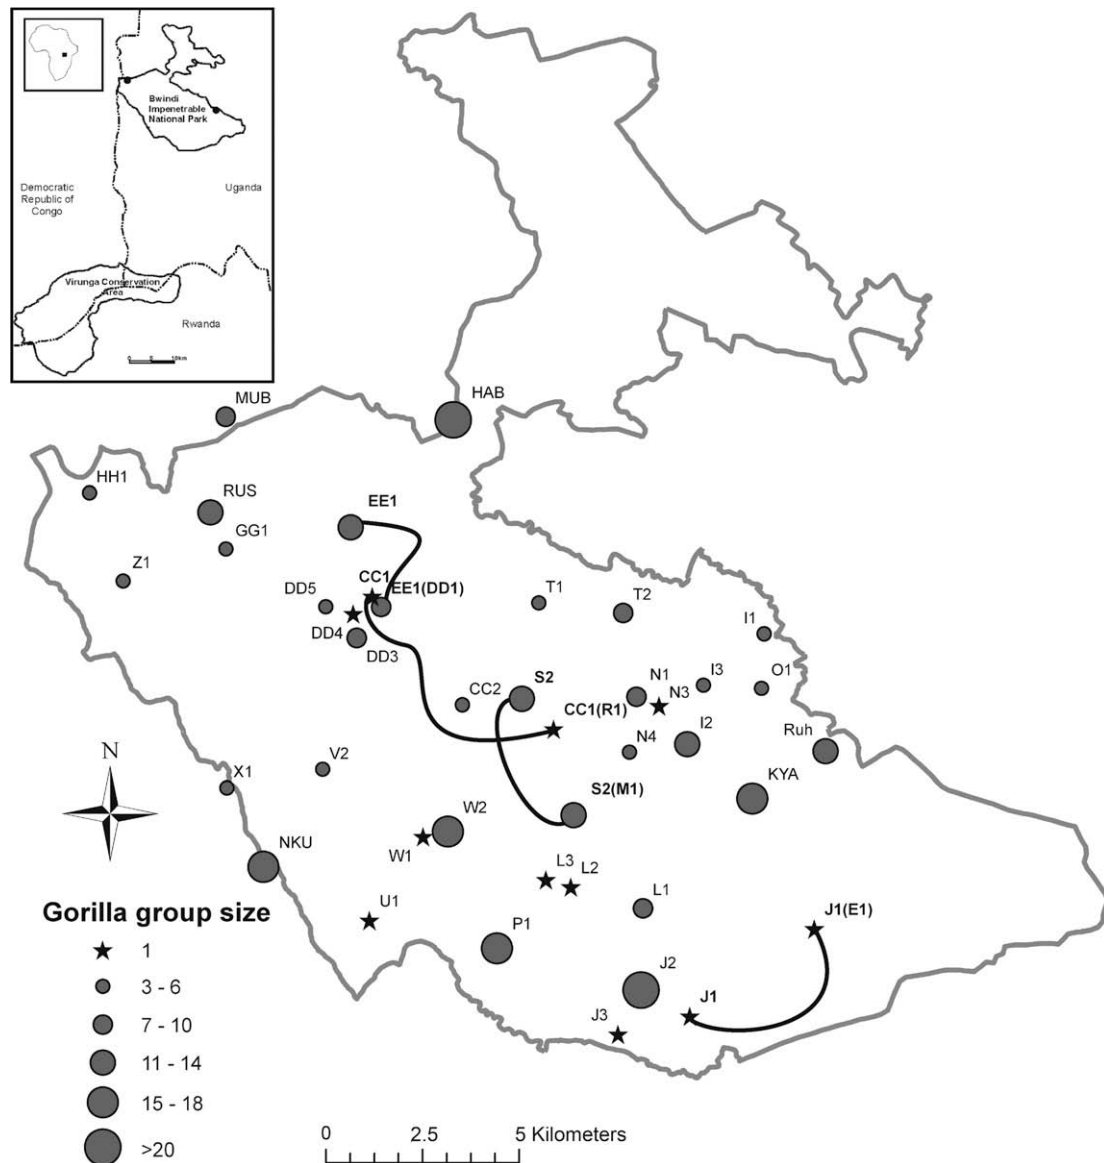 Bwindi
Impenetrable
National Park
Democratic
Republic of
Congo
Uganda
Virunga Conservation
Area
Rwanda
0 5 10km
MUB
HAB
HH1
RUS
EE1
GG1
Z1
CC1
EE1(DD1)
DD5
T1
T2
DD4
DD3
I1
S2
N1
I3
O1
CC2
CC1(R1)
N3
Ruh
N4
I2
N
V2
X1
KYA
S2(M1)
W2
W1
NKU
L3
L2
U1
L1
J1(E1)
P1
J2
J1
J3
Gorilla group size
1
3 - 6
7 - 10
11 - 14
15 - 18
>20
0 2.5 5 Kilometers